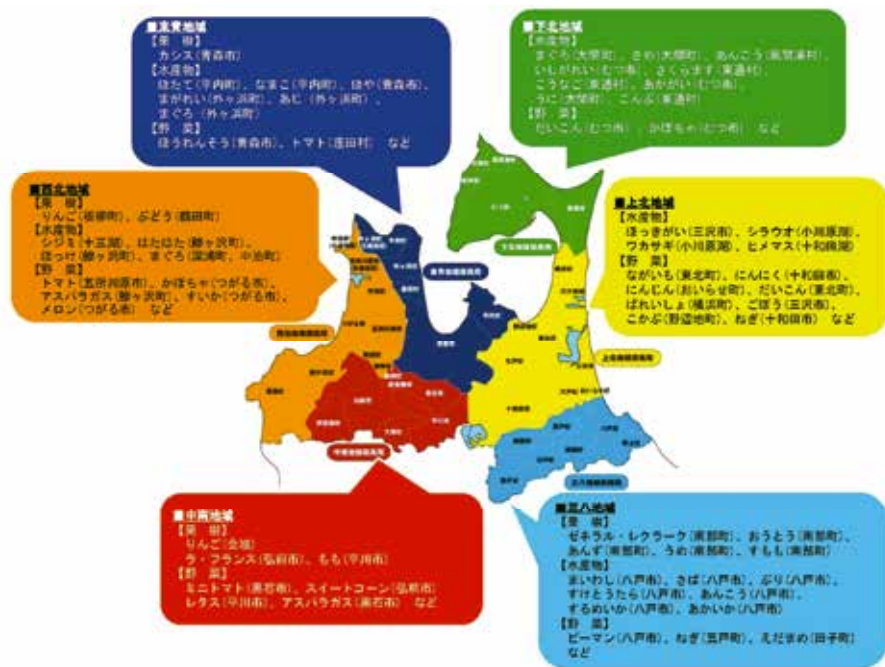 ■東青地域
【果 樹】
カシス(青森市)
【水産物】
ほたて(平内町)、なまこ(平内町)、ほや(青森市)、
まがれい(外ヶ浜町)、あじ(外ヶ浜町)、
まぐろ(外ヶ浜町)
【野 菜】
ほうれんそう(青森市)、トマト(蓬田村) など
■下北地域
【水産物】
まぐろ(大間町)、さめ(大間町)、あんこう(風間浦村)、
いしがれい(むつ市)、さくらます(東通村)、
こうなご(東通村)、あかがい(むつ市)、
うに(大間町)、こんぶ(東通村)
【野 菜】
だいこん(むつ市)、かぼちゃ(むつ市) など
■西北地域
【果 樹】
りんご(板柳町)、ぶどう(鶴田町)
【水産物】
シジミ(十三湖)、はたはた(鰺ヶ沢町)、
ほっけ(鰺ヶ沢町)、まぐろ(深浦町、中泊町)
【野 菜】
トマト(五所川原市)、かぼちゃ(つがる市)、
アスパラガス(鰺ヶ沢町)、すいか(つがる市)、
メロン(つがる市) など
■上北地域
【水産物】
ほっきがい(三沢市)、シラウオ(小川原湖)
ワカサギ(小川原湖)、ヒメマス(十和田湖)
【野 菜】
ながいも(東北町)、にんにく(十和田市)、
にんじん(おいらせ町)、だいこん(東北町)、
ばれいしょ(横浜町)、ごぼう(三沢市)、
こかぶ(野辺地町)、ねぎ(十和田市) など
■中南地域
【果 樹】
りんご(全域)
ラ・フランス(弘前市)、もも(平川市)
【野 菜】
ミニトマト(黒石市)、スイートコーン(弘前市)
レタス(平川市)、アスパラガス(黒石市) など
■三八地域
【果 樹】
ゼネラル・レクラーク(南部町)、おうとう(南部町)、
あんず(南部町)、うめ(南部町)、すもも(南部町)
【水産物】
まいわし(八戸市)、さば(八戸市)、ぶり(八戸市)、
すけとうたら(八戸市)、あんこう(八戸市)、
するめいか(八戸市)、あかいか(八戸市)
【野 菜】
ピーマン(八戸市)、ねぎ(五戸町)、えだまめ(田子町)
など